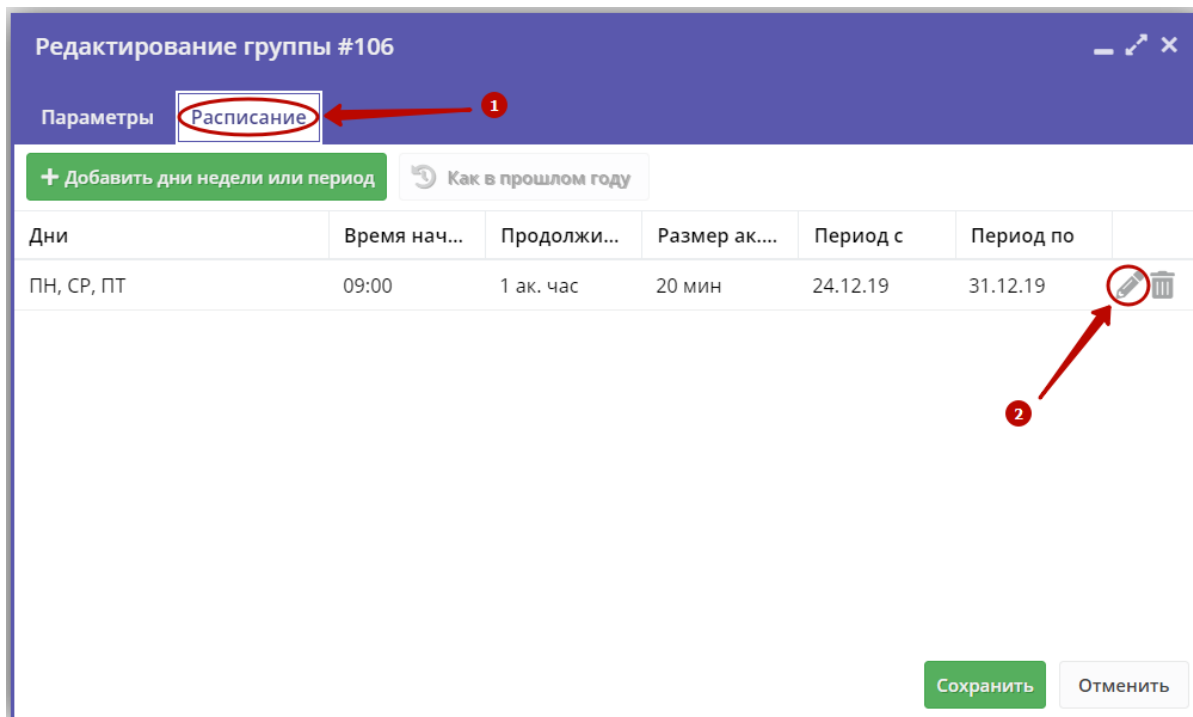 Редактирование группы #106
Параметры Расписание 1
Добавить дни недели или период Как в прошлом году
Дни Время нач... Продолжи... Размер ак.... Период с Период по
ПН, СР, ПТ 09:00 1 ак. час 20 мин 24.12.19 31.12.19
2
Сохранить Отменить